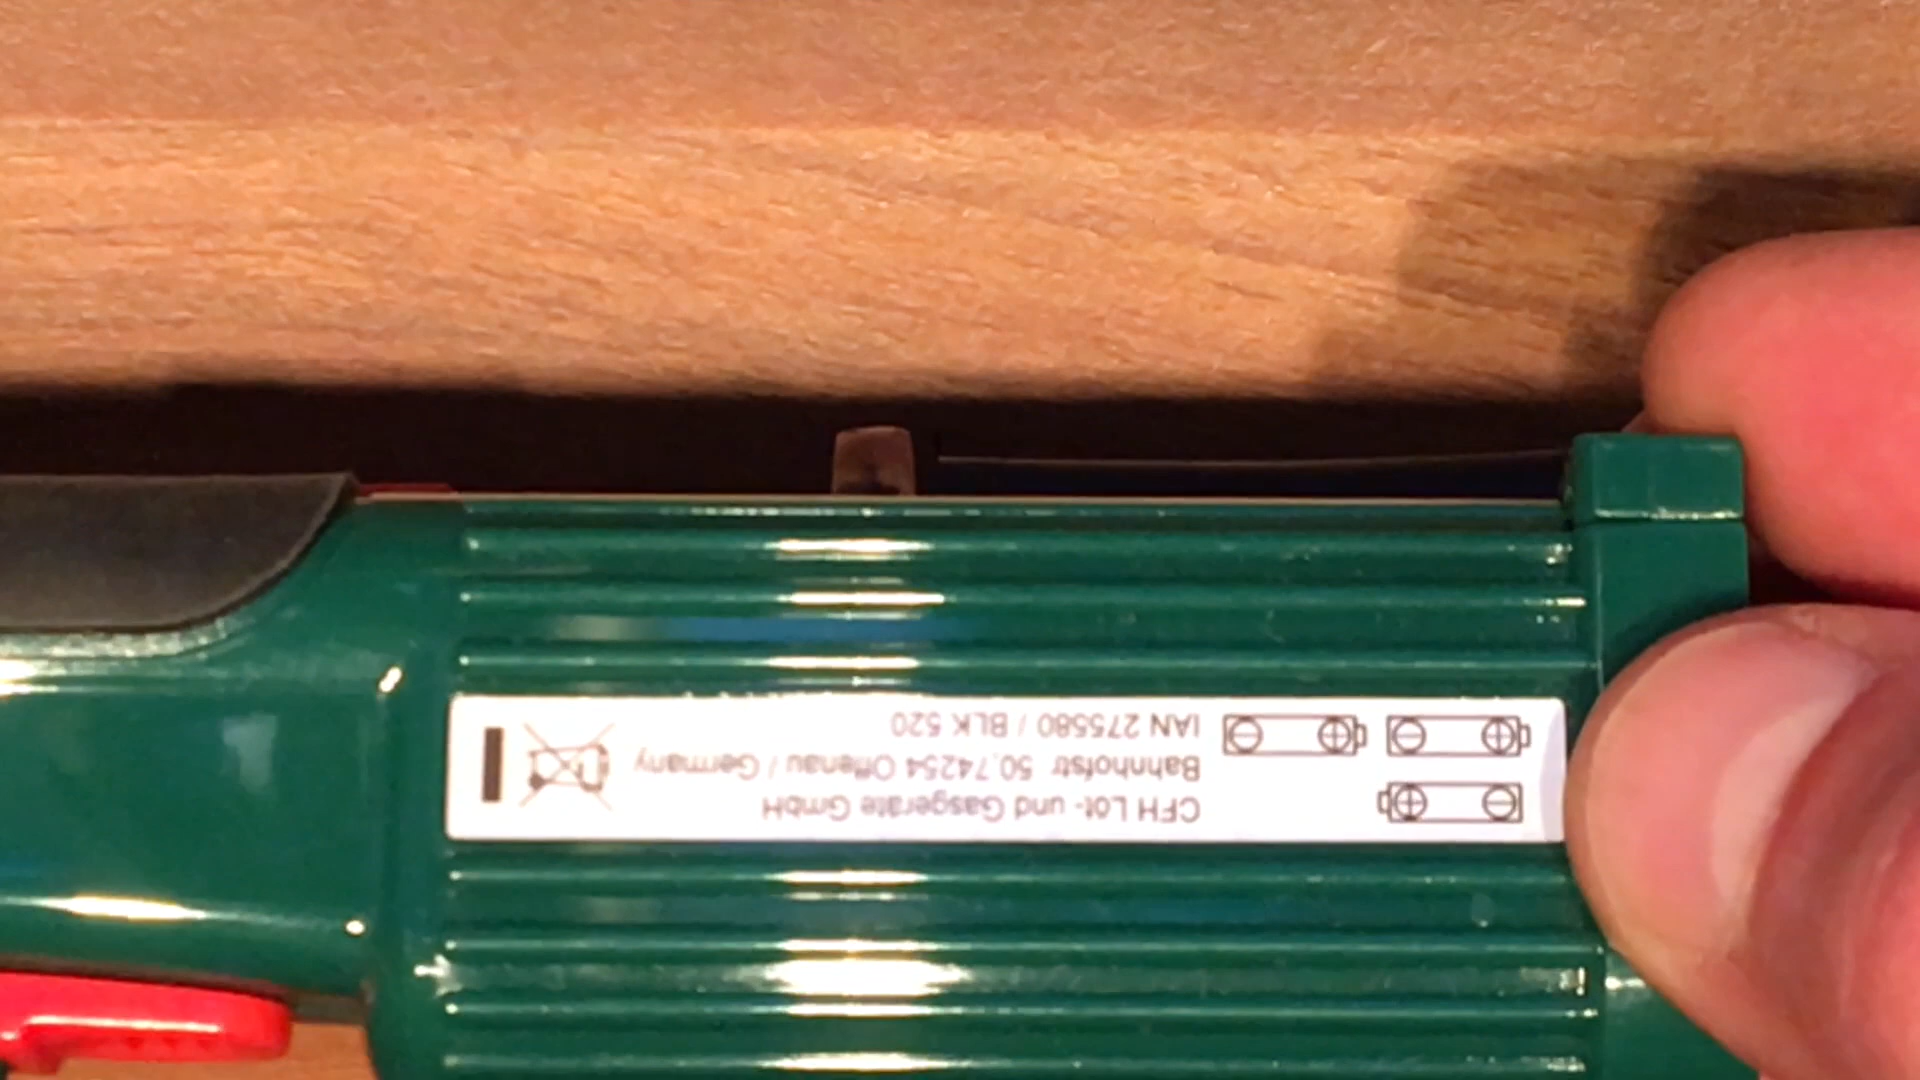 CFH Löt- und Gasgeräte GmbH
Bahnhofstr 50,74254 Offenau / Germany
IAN 275580 / BLK 520